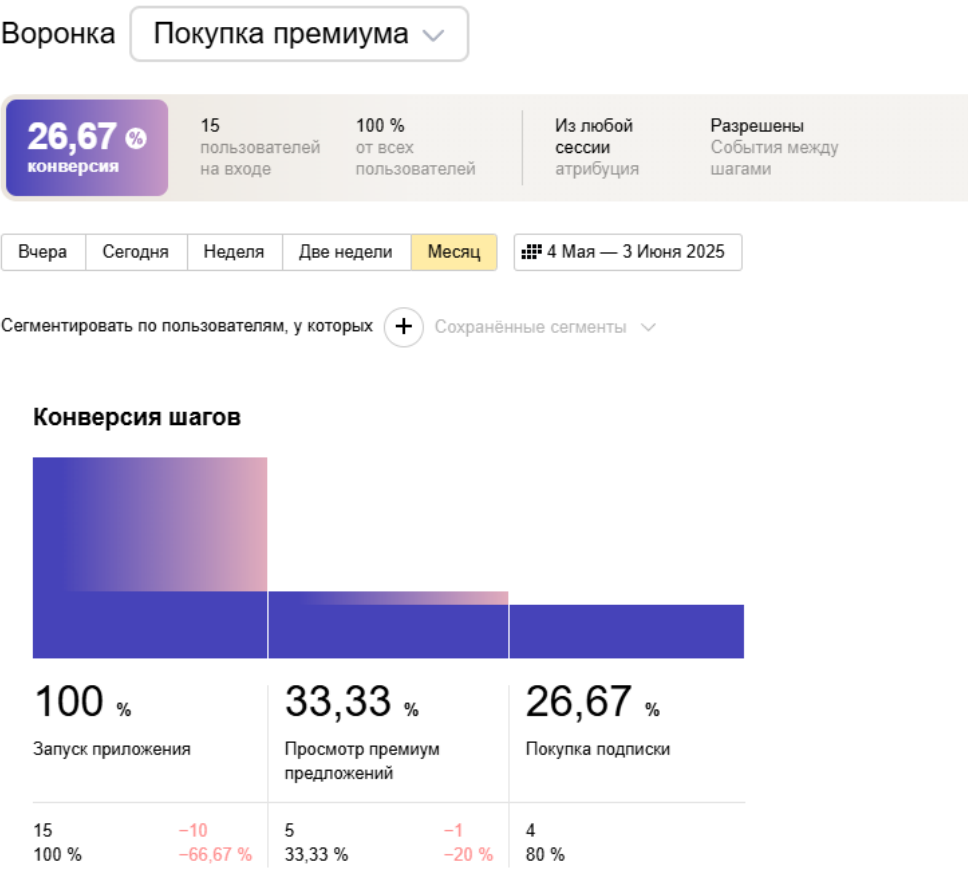 Воронка Покупка премиума
26,67 %
конверсия
15
пользователей
на входе
100 %
от всех
пользователей
Из любой
сессии
атрибуция
Разрешены
События между
шагами
Вчера Сегодня Неделя Две недели Месяц 4 Мая — 3 Июня 2025
Сегментировать по пользователям, у которых + Сохранённые сегменты
Конверсия шагов
100 %
Запуск приложения
15 −10
100 % −66,67 %
33,33 %
Просмотр премиум
предложений
5 −1
33,33 % −20 %
26,67 %
Покупка подписки
4
80 %